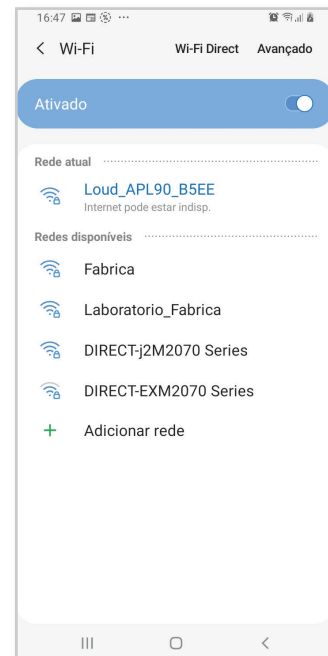 16:47
Wi-Fi Wi-Fi Direct Avançado
Ativado
Rede atual
Loud_APL90_B5EE
Internet pode estar indisp.
Redes disponíveis
Fabrica
Laboratorio_Fabrica
DIRECT-j2M2070 Series
DIRECT-EXM2070 Series
Adicionar rede